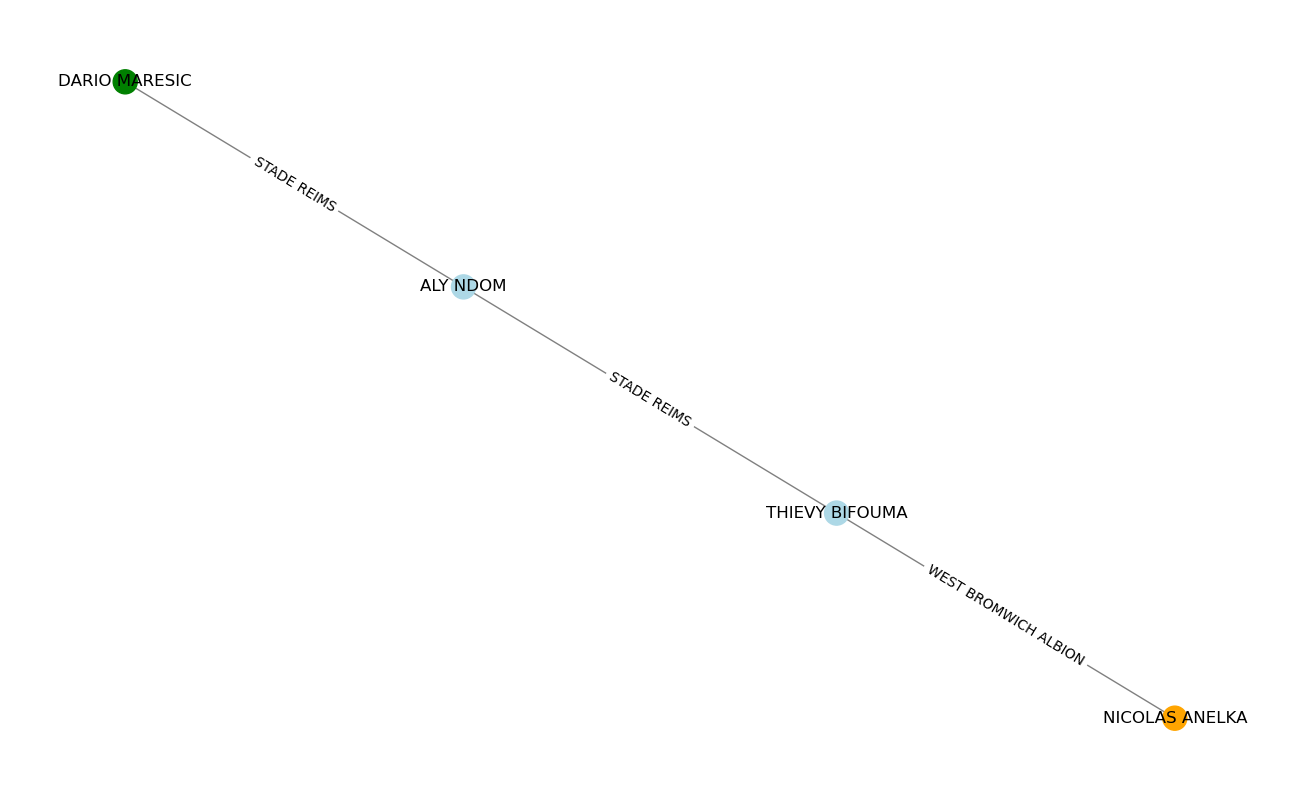 DARIO MARESIC
STADE REIMS
ALY NDOM
STADE REIMS
THIEVY BIFOUMA
WEST BROMWICH ALBION
NICOLAS ANELKA